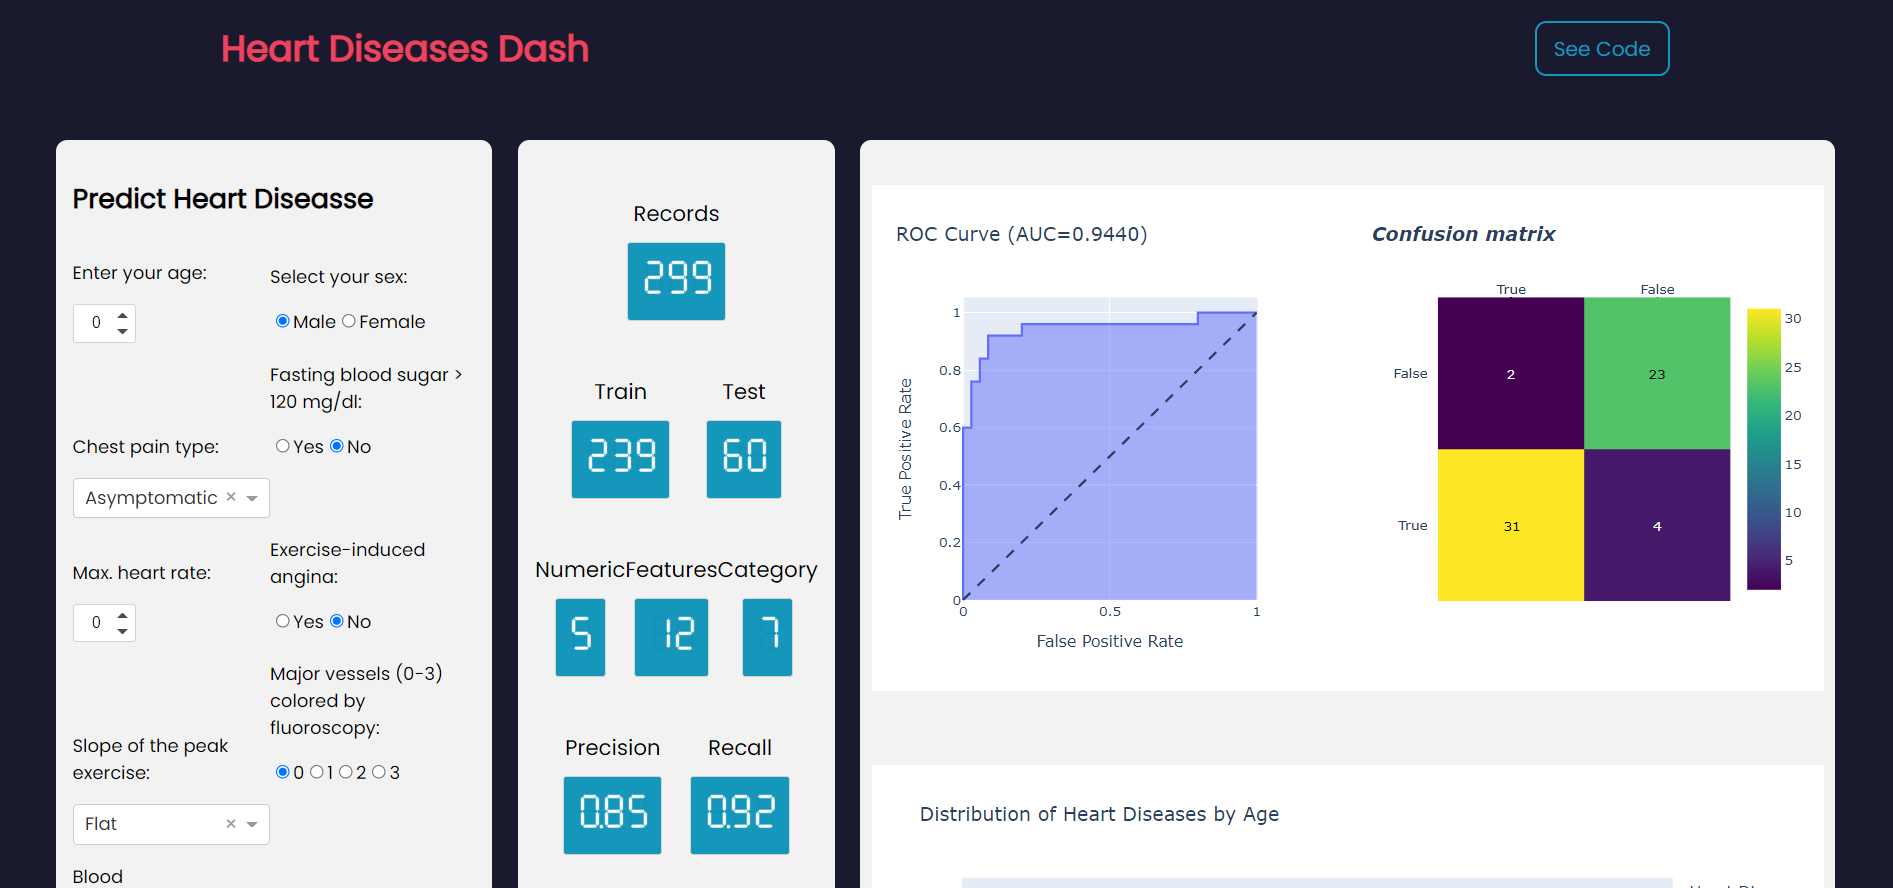 Heart Diseases Dash
See Code
Predict Heart Diseasse
Enter your age:
0
Select your sex:
Male Female
Fasting blood sugar >
120 mg/dl:
Yes No
Chest pain type:
Asymptomatic ×
Exercise-induced
angina:
Yes No
Max. heart rate:
0
Major vessels (0-3)
colored by
fluoroscopy:
0 1 2 3
Slope of the peak
exercise:
Flat ×
Blood
Records
299
Train Test
239 60
NumericFeaturesCategory
5 12 7
Precision Recall
0.85 0.92
ROC Curve (AUC=0.9440)
1
0.8
0.6
0.4
0.2
0
0 0.5 1
True Positive Rate
False Positive Rate
Confusion matrix
True False
False 2 23
True 31 4
30
25
20
15
10
5
Distribution of Heart Diseases by Age